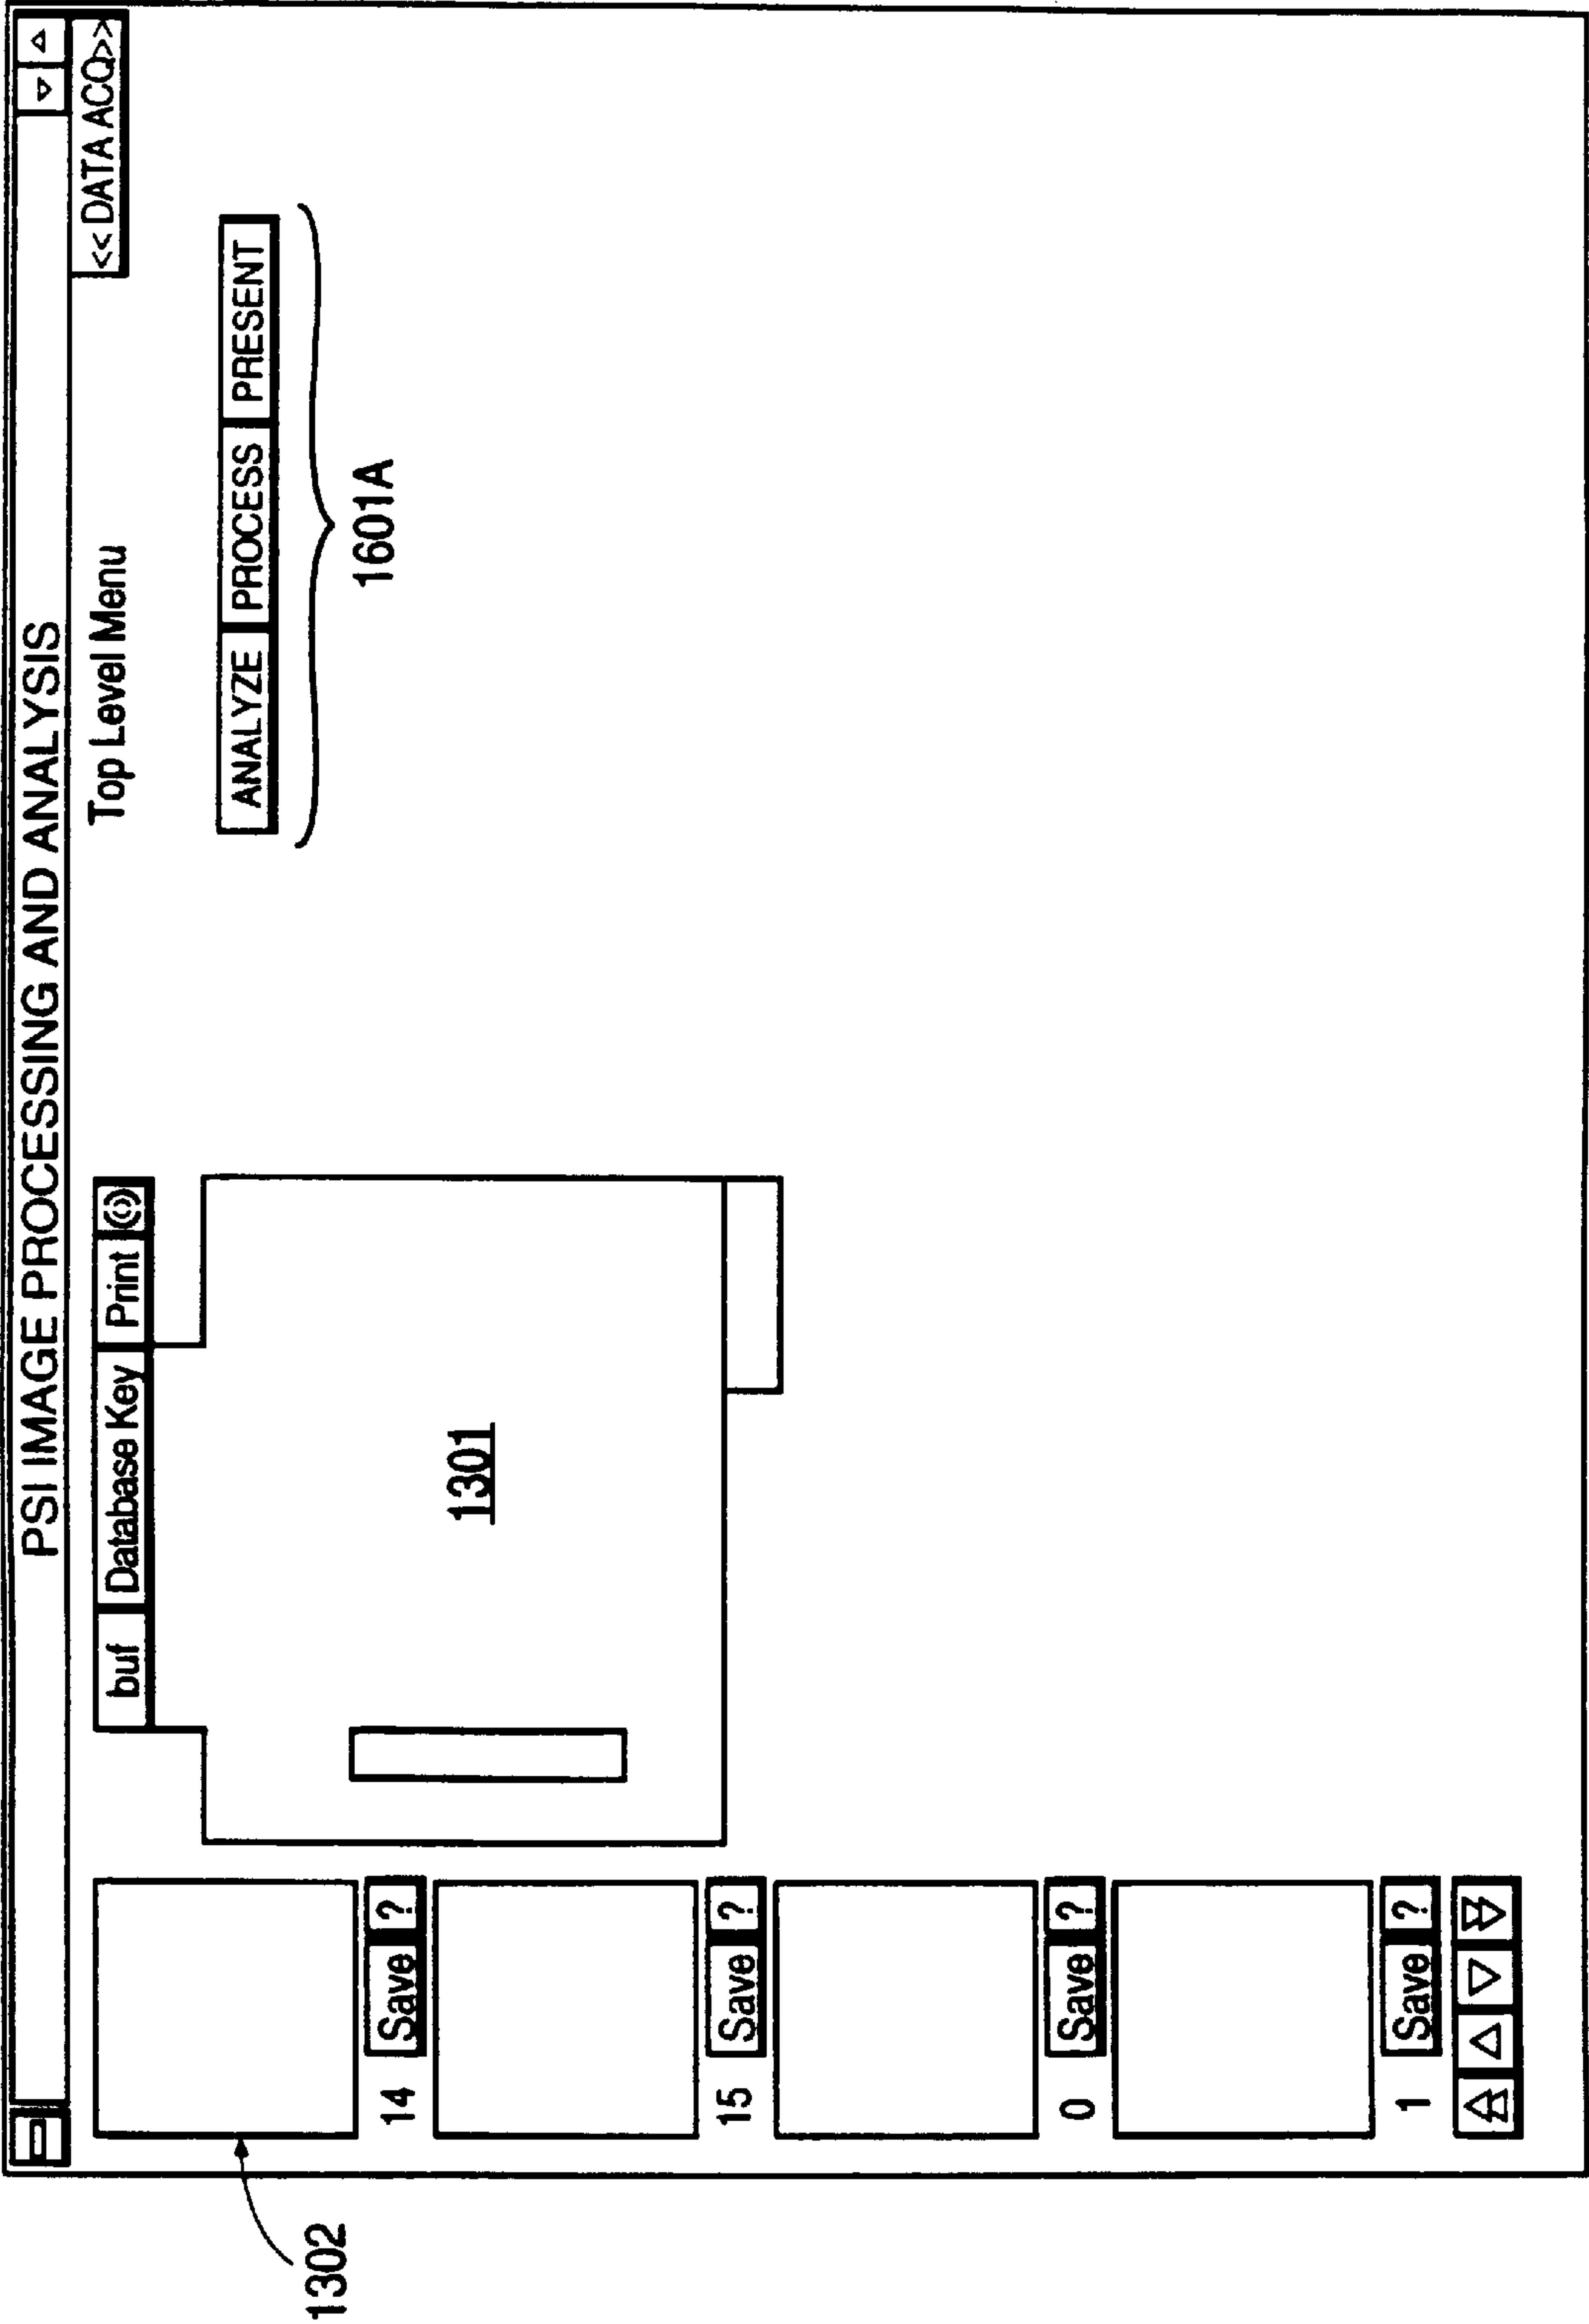 PSI IMAGE PROCESSING AND ANALYSIS
<< DATA ACQ>>
Top Level Menu
buf Database Key Print
ANALYZE PROCESS PRESENT
1601A
1301
1302
14 Save ?
15 Save ?
0 Save ?
1 Save ?